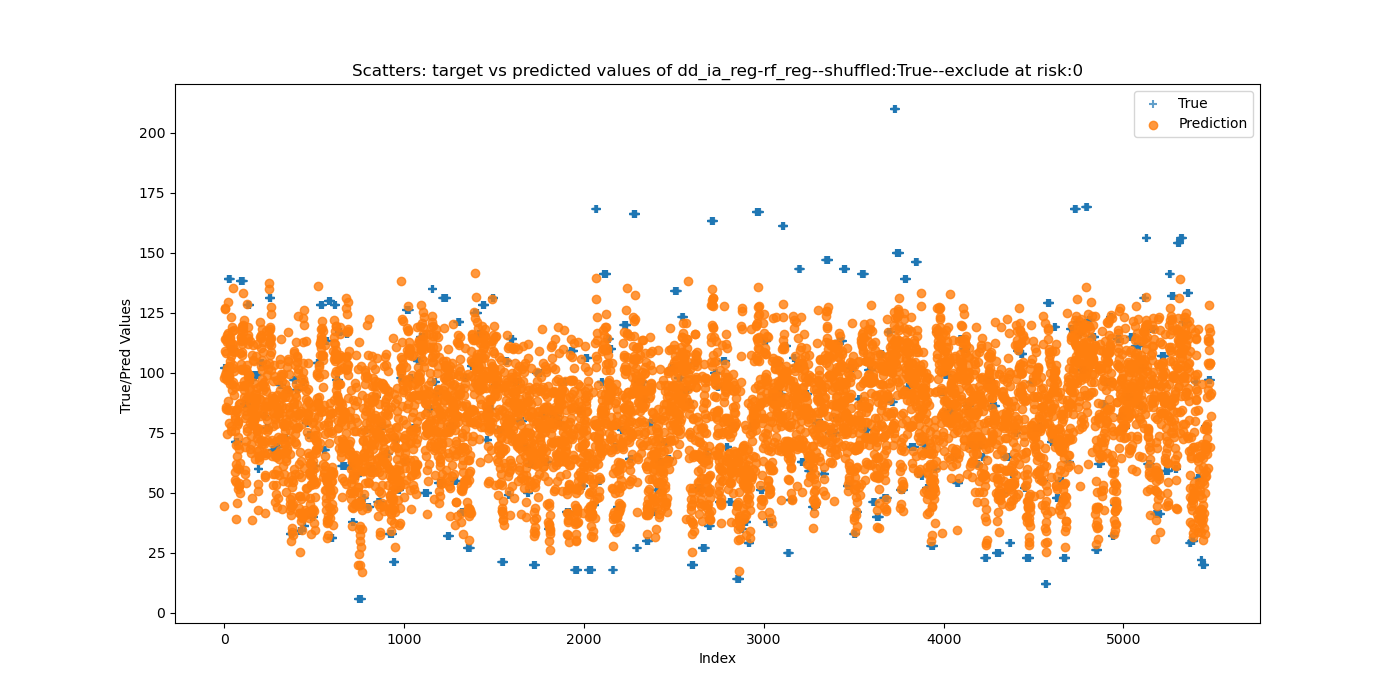 Scatters: target vs predicted values of dd_ia_reg-rf_reg--shuffled:True--exclude at risk:0
True
Prediction
True/Pred Values
200
175
150
125
100
75
50
25
0
0 1000 2000 3000 4000 5000
Index